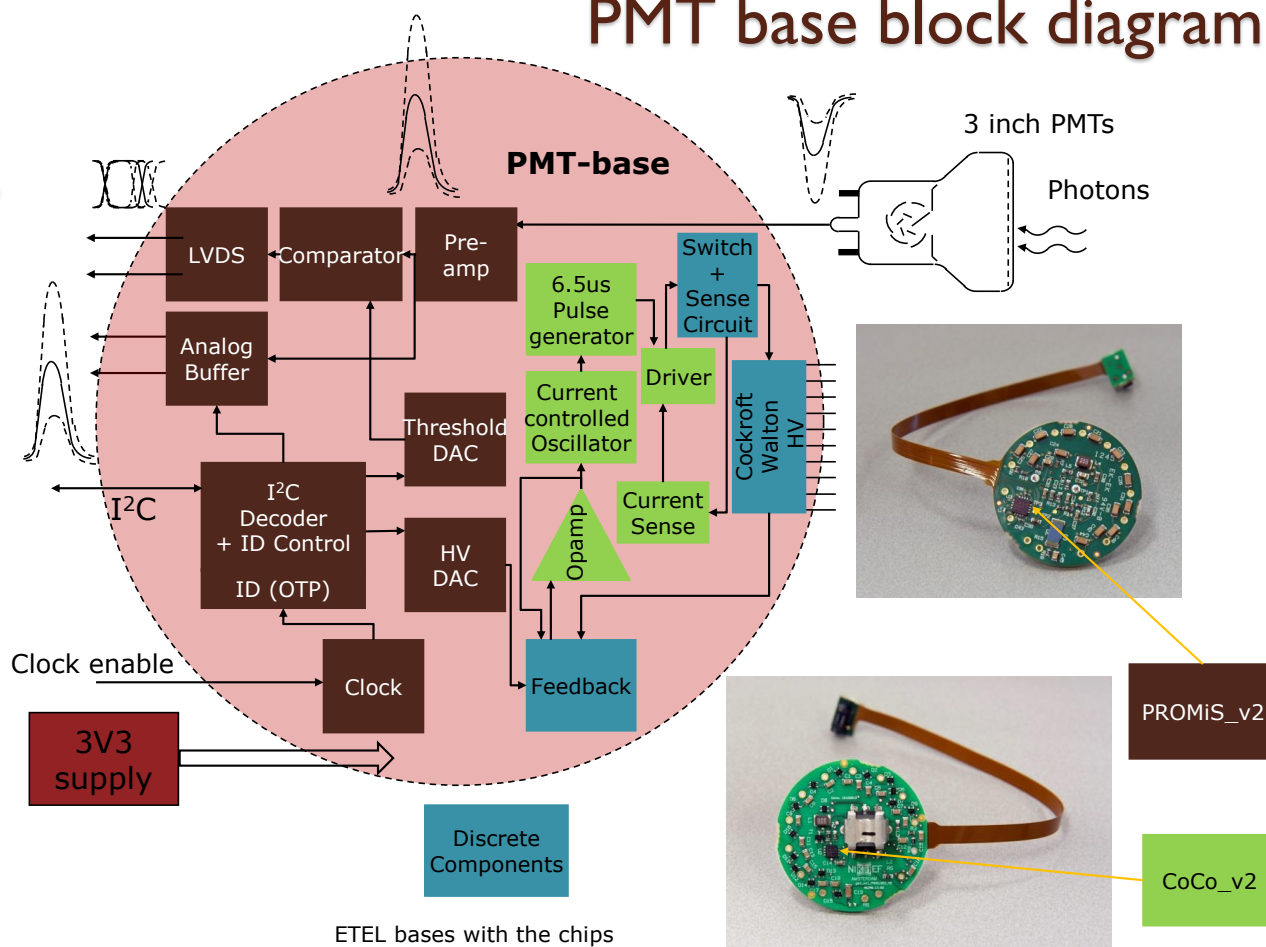 PMT base block diagram
3 inch PMTs
Photons
PMT-base
LVDS
Comparator
Pre-
amp
Switch
+
Sense
Circuit
6.5us
Pulse
generator
Analog
Buffer
Driver
Current
controlled
Oscillator
Cockroft
Walton
HV
Threshold
DAC
I²C
I²C
Decoder
+ ID Control
ID (OTP)
Current
Sense
Opamp
HV
DAC
Clock enable
Clock
Feedback
3V3
supply
PROMiS_v2
Discrete
Components
NIKHEF
AMSTERDAM
CoCo_v2
ETEL bases with the chips